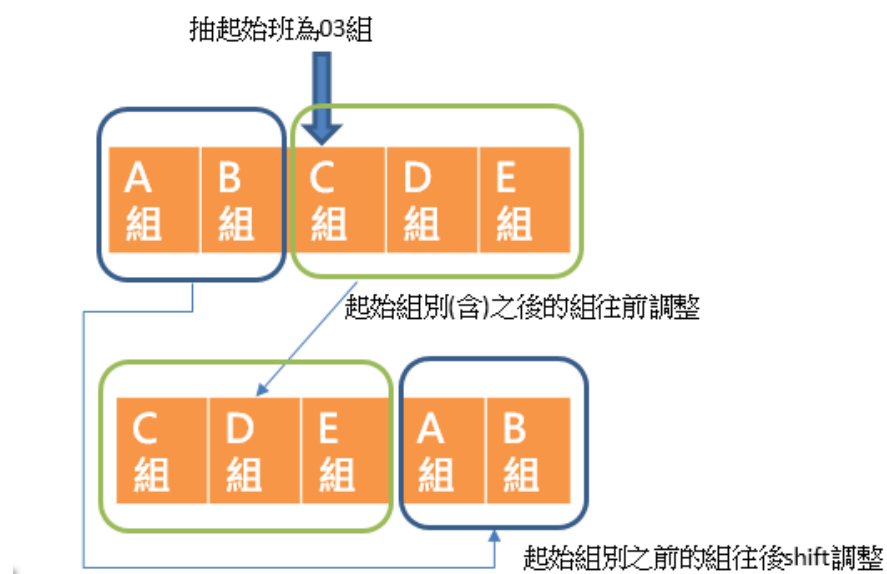 抽起始班為03組
A B C D E
組 組 組 組 組
起始組別(含)之後的組往前調整
C D E A B
組 組 組 組 組
起始組別之前的組往後shift調整